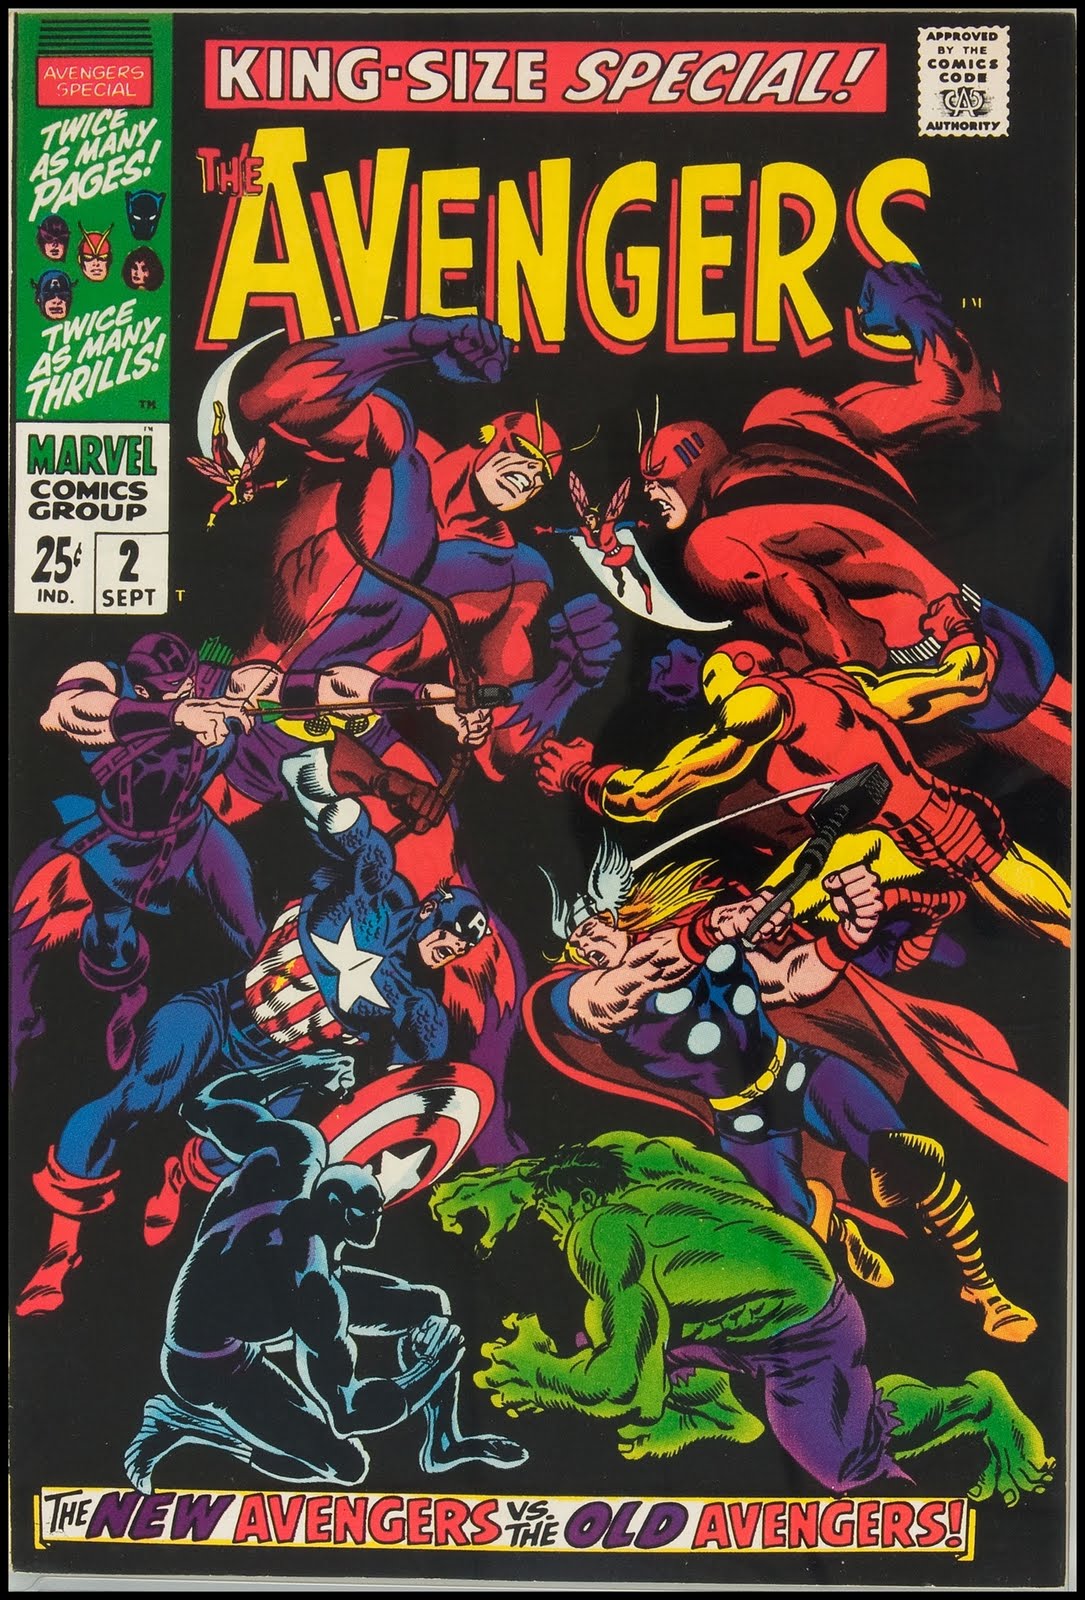 AVENGERS
SPECIAL
TWICE
AS MANY
PAGES!
TWICE
AS MANY
THRILLS!
TM
MARVEL
TM
COMICS
GROUP
25¢
IND.
2
SEPT
T
KING-SIZE SPECIAL!
APPROVED
BY THE
COMICS
CODE
CA
AUTHORITY
THE
AVENGERS
TM
THE NEW AVENGERS VS. THE OLD AVENGERS!